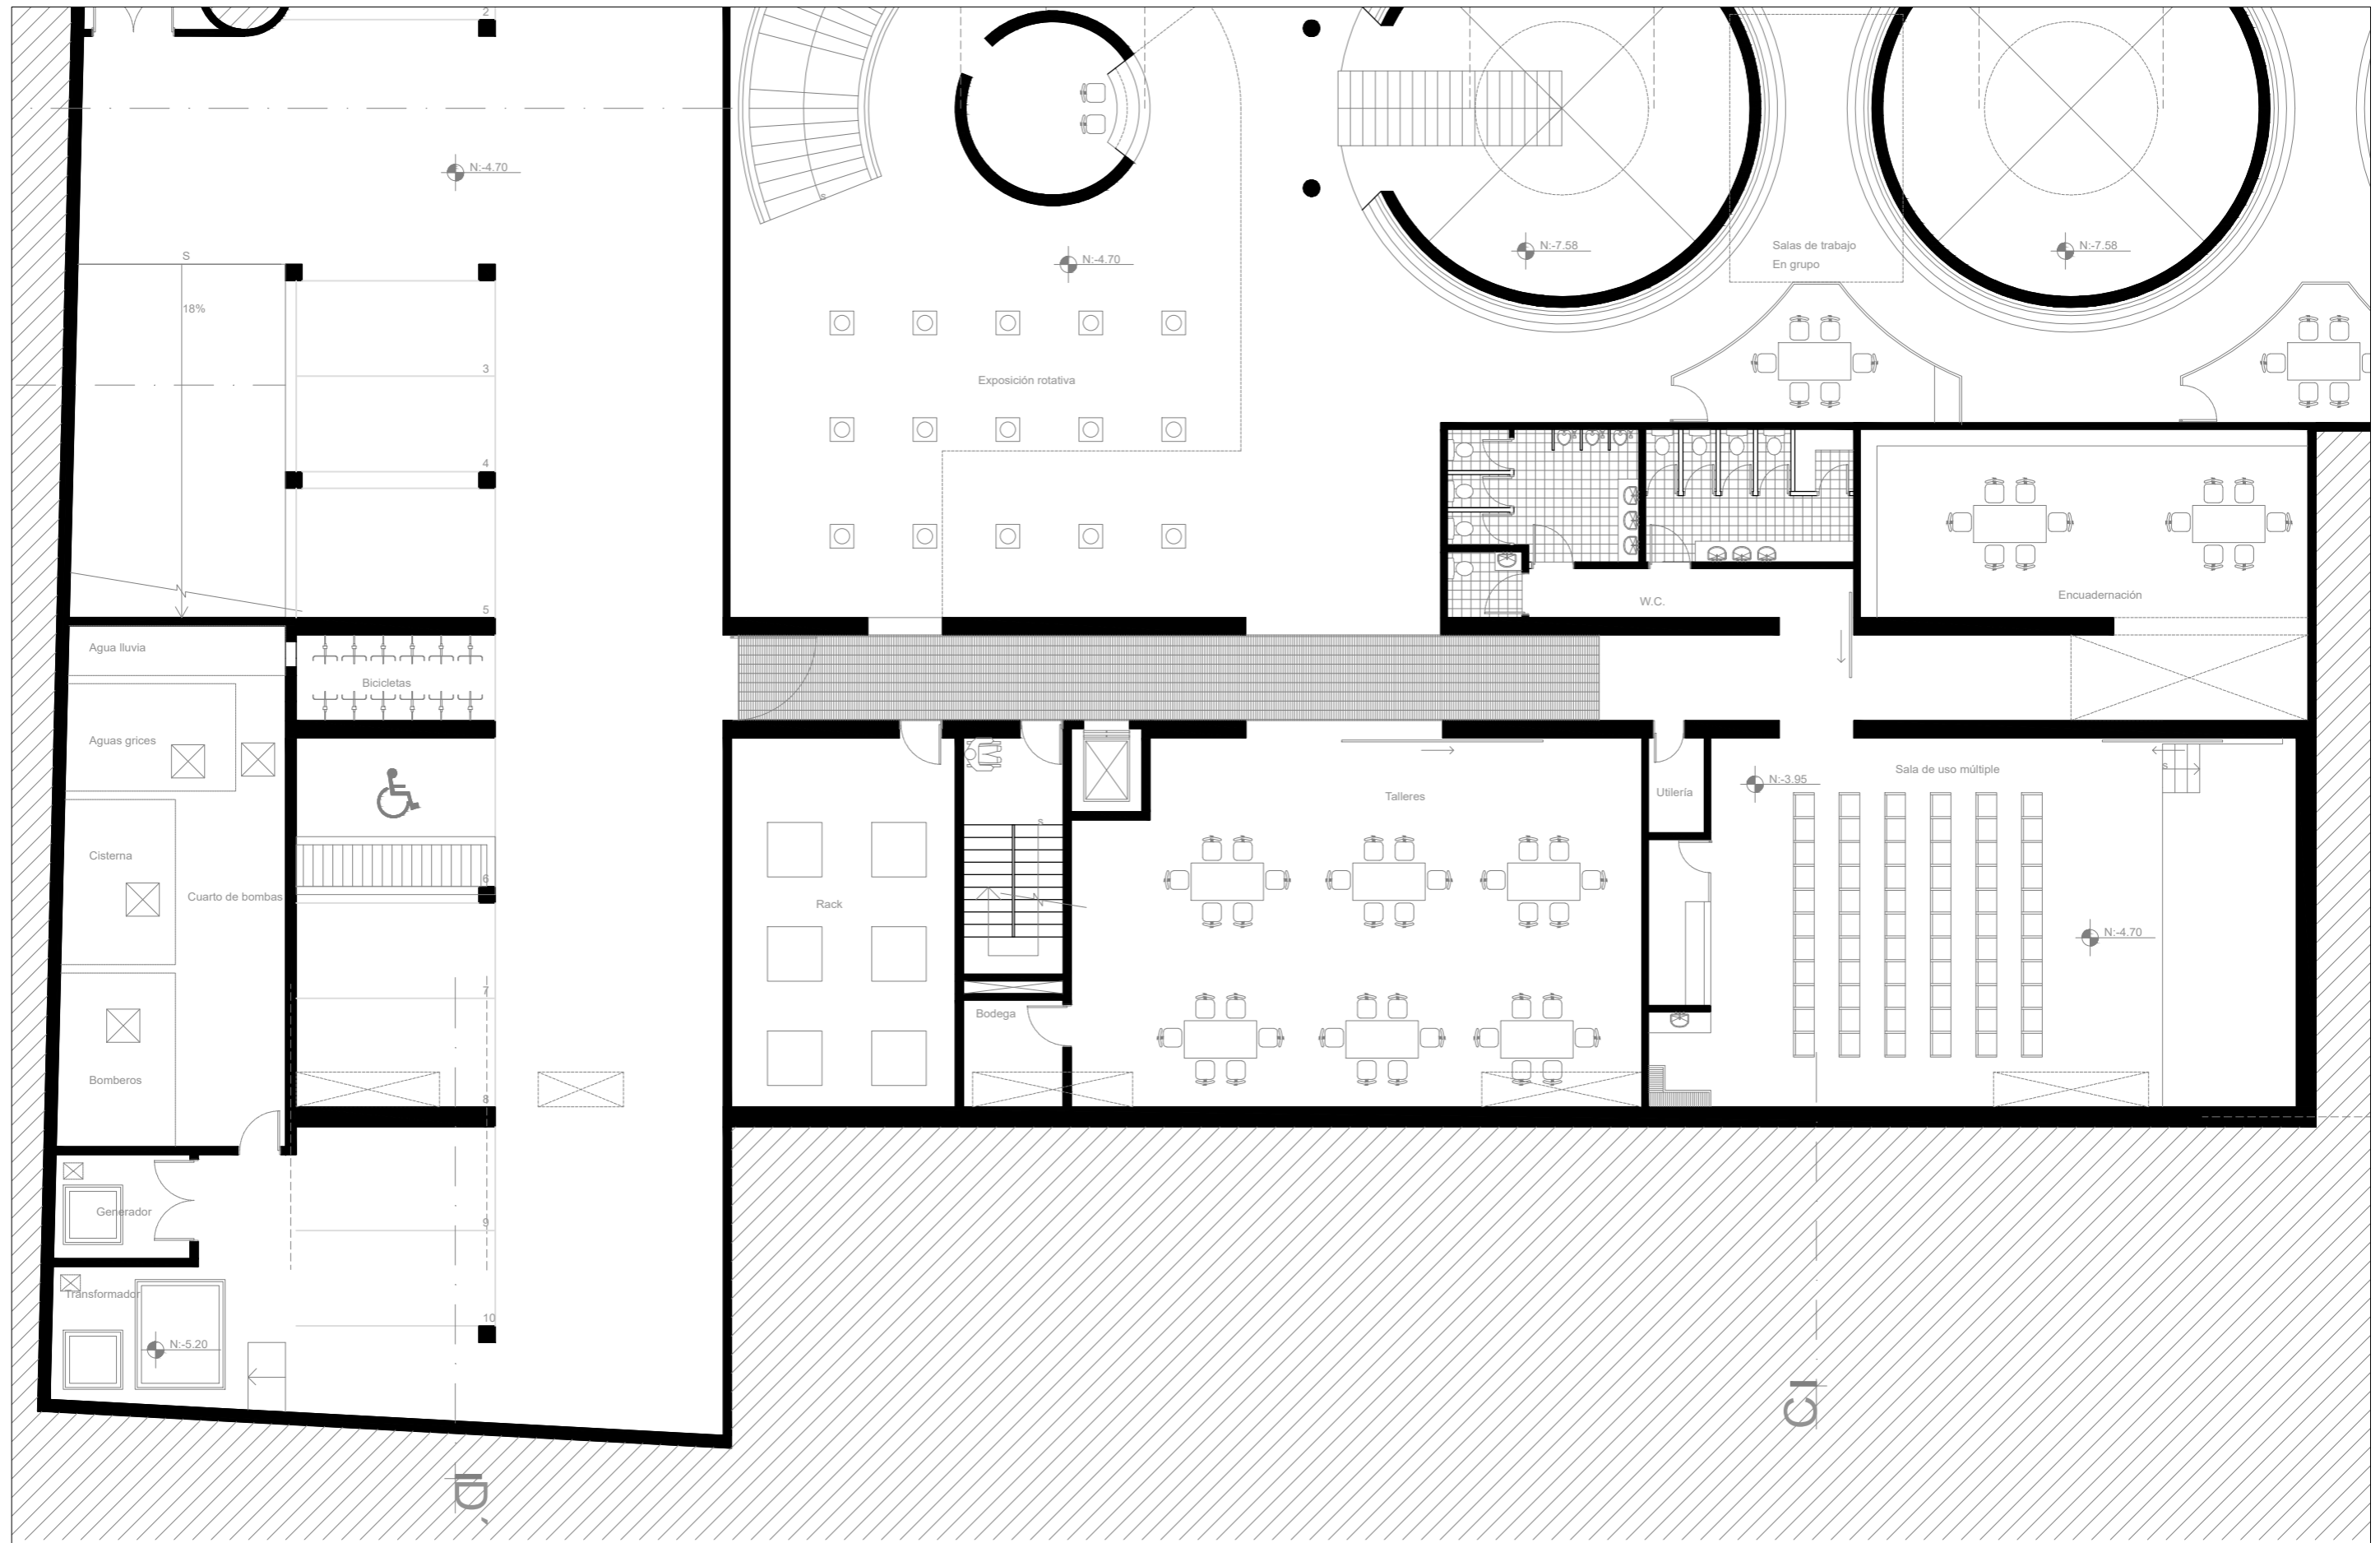 2
N:-4.70
S
N:-7.58
Salas de trabajo
En grupo
N:-7.58
S
N:-4.70
18%
3
Exposición rotativa
4
5
W.C.
Encuadernación
Agua lluvia
Bicicletas
Aguas grices
Talleres
Utilería
N:-3.95
Sala de uso múltiple
S
Cisterna
Cuarto de bombas
6
Rack
S
N:-4.70
7
Bodega
Bomberos
8
Generador
9
Transformador
10
N:-5.20
C'
D'